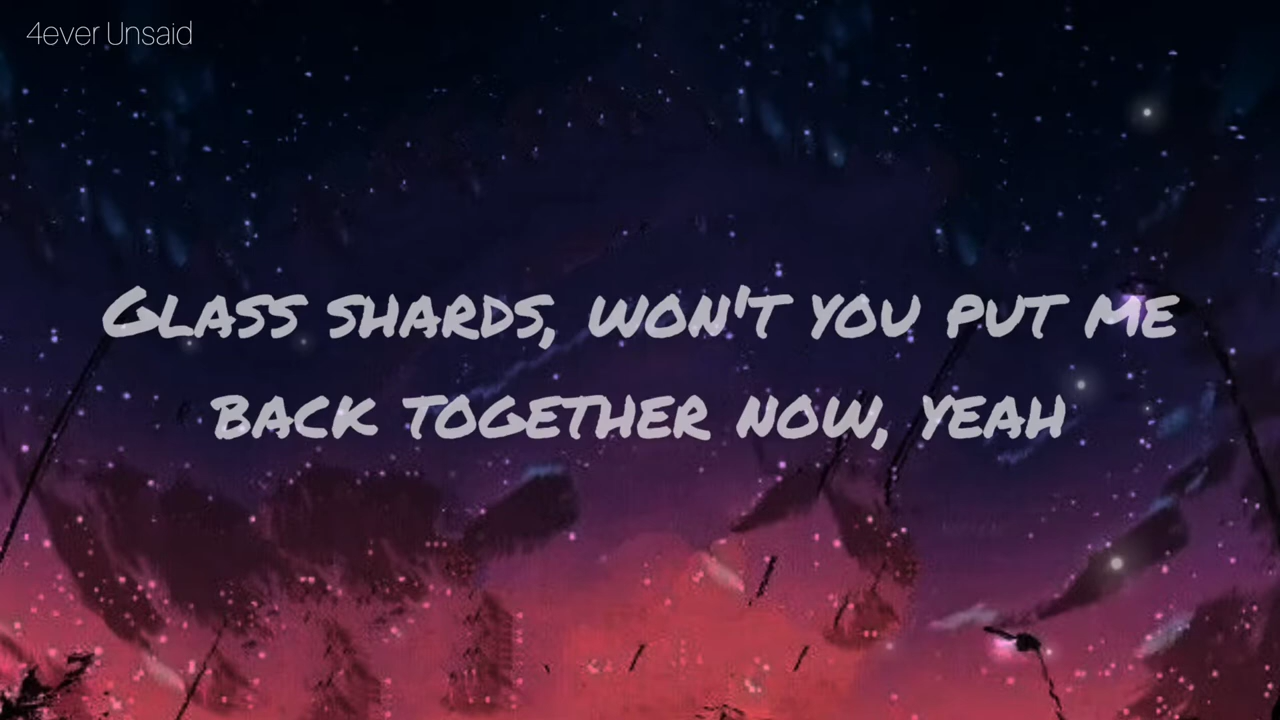 4ever Unsaid
Glass shards, won't you put me
back together now, yeah